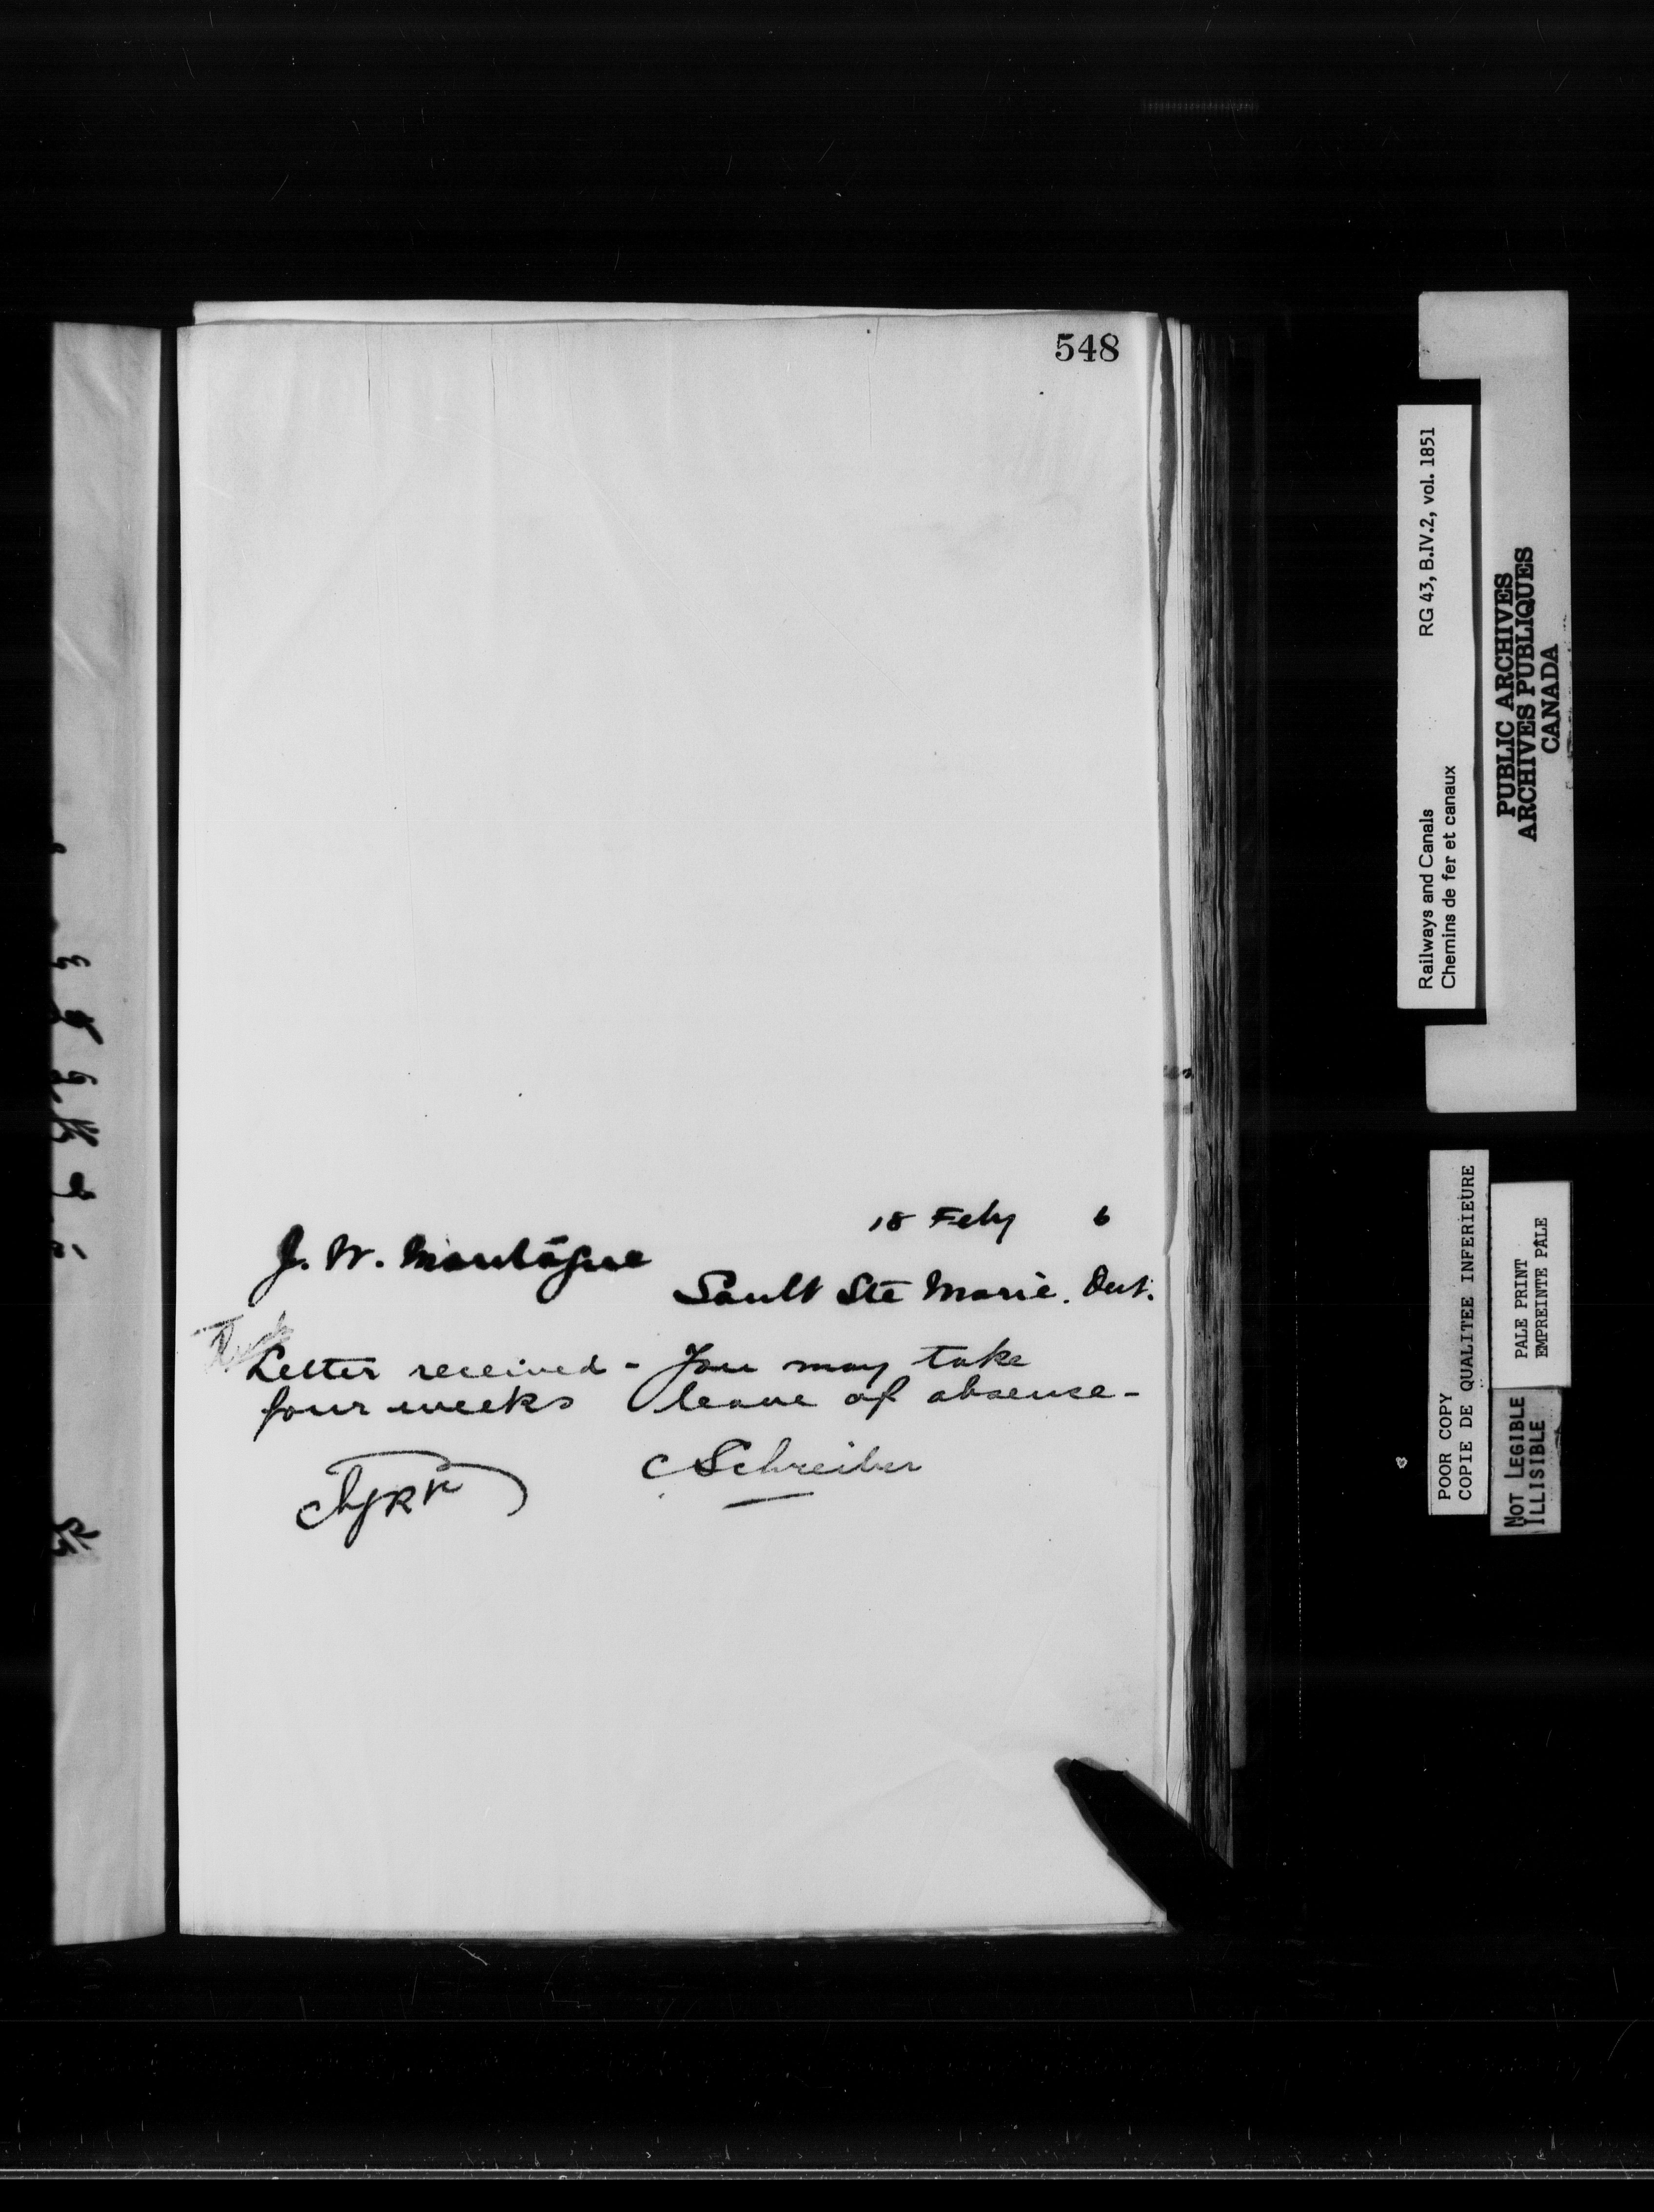 548
18 Feby 6
J. W. Montague
Sault Ste Marie. Ont.
Letter received - You may take
four weeks leave of absense -
C Schreiber
Railways and Canals RG 43, B.IV.2, vol. 1851
Chemins de fer et canaux
PUBLIC ARCHIVES
ARCHIVES PUBLIQUES
CANADA
POOR COPY
COPIE DE QUALITEE INFERIEURE
PALE PRINT
EMPREINTE PÂLE
NOT LEGIBLE
ILLISIBLE